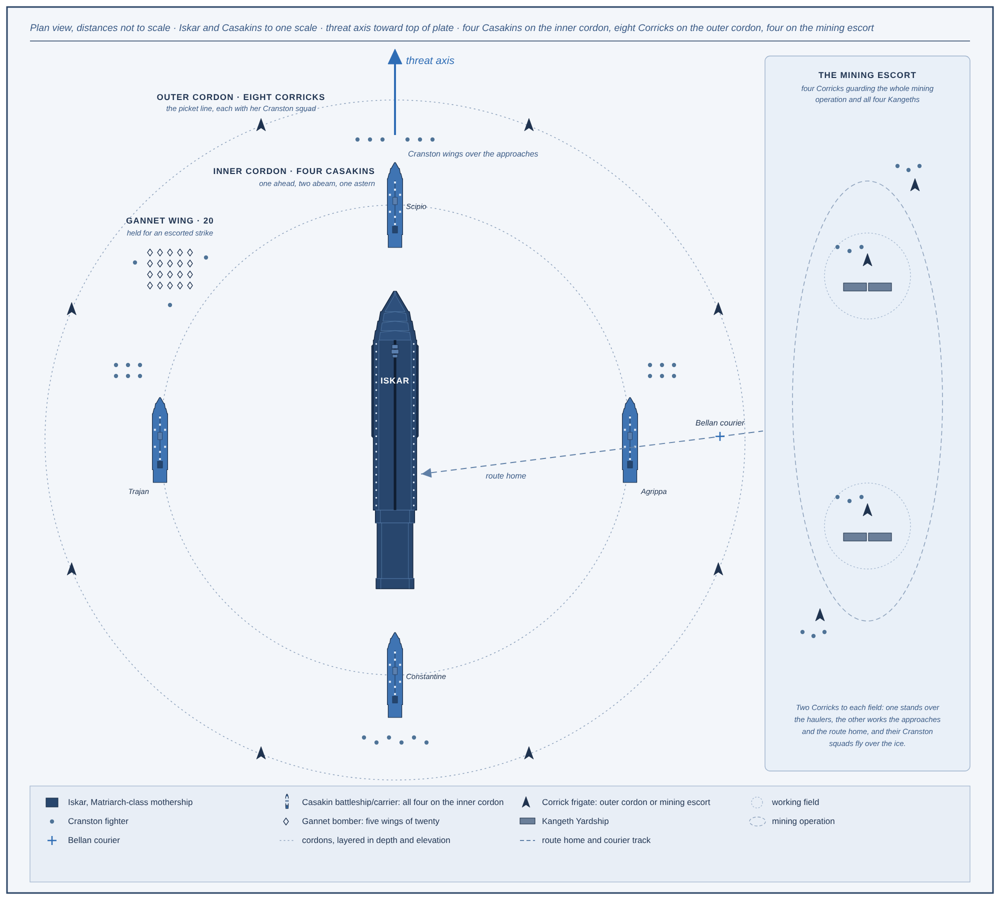 Plan view, distances not to scale · Iskar and Casakins to one scale · threat axis toward top of plate · four Casakins on the inner cordon, eight Corricks on the outer cordon, four on the mining escort
threat axis
OUTER CORDON · EIGHT CORRICKS
the picket line, each with her Cranston squad
Cranston wings over the approaches
INNER CORDON · FOUR CASAKINS
one ahead, two abeam, one astern
Scipio
GANNET WING · 20
held for an escorted strike
ISKAR
Bellan courier
route home
Trajan
Agrippa
Constantine
THE MINING ESCORT
four Corricks guarding the whole mining
operation and all four Kangeths
Two Corricks to each field: one stands over
the haulers, the other works the approaches
and the route home, and their Cranston
squads fly over the ice.
Iskar, Matriarch-class mothership
Casakin battleship/carrier: all four on the inner cordon
Corrick frigate: outer cordon or mining escort
working field
Cranston fighter
Gannet bomber: five wings of twenty
Kangeth Yardship
mining operation
Bellan courier
cordons, layered in depth and elevation
route home and courier track